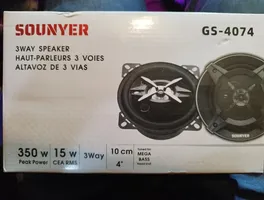 SOUNYER
GS-4074
3WAY SPEAKER
HAUT-PARLEURS 3 VOIES
ALTAVOZ DE 3 VIAS
SOUNYER
350 w
Peak Power
15 w
CEA RMS
3Way
10 cm
4"
MEGA
BASS